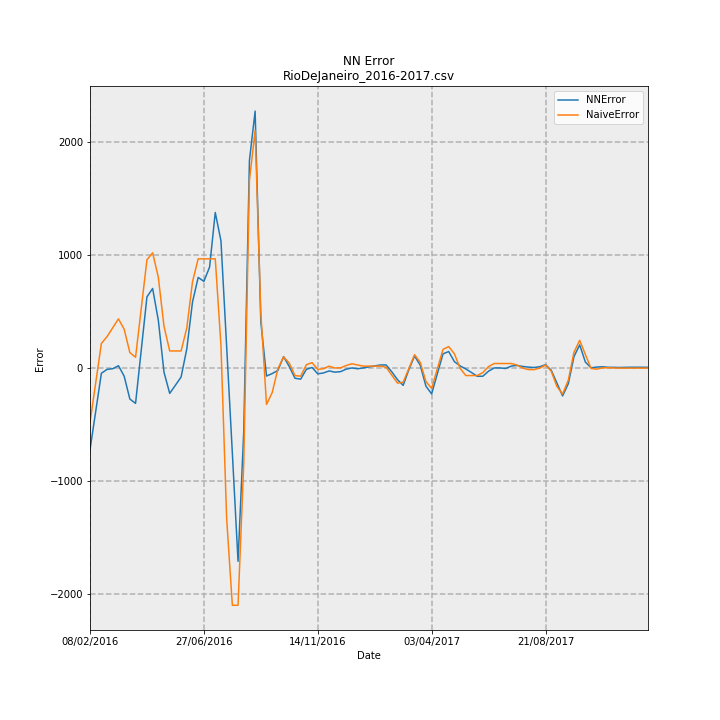 NN Error
RioDeJaneiro_2016-2017.csv
NNError
NaiveError
2000
1000
0
−1000
−2000
Error
08/02/2016
27/06/2016
14/11/2016
03/04/2017
21/08/2017
Date